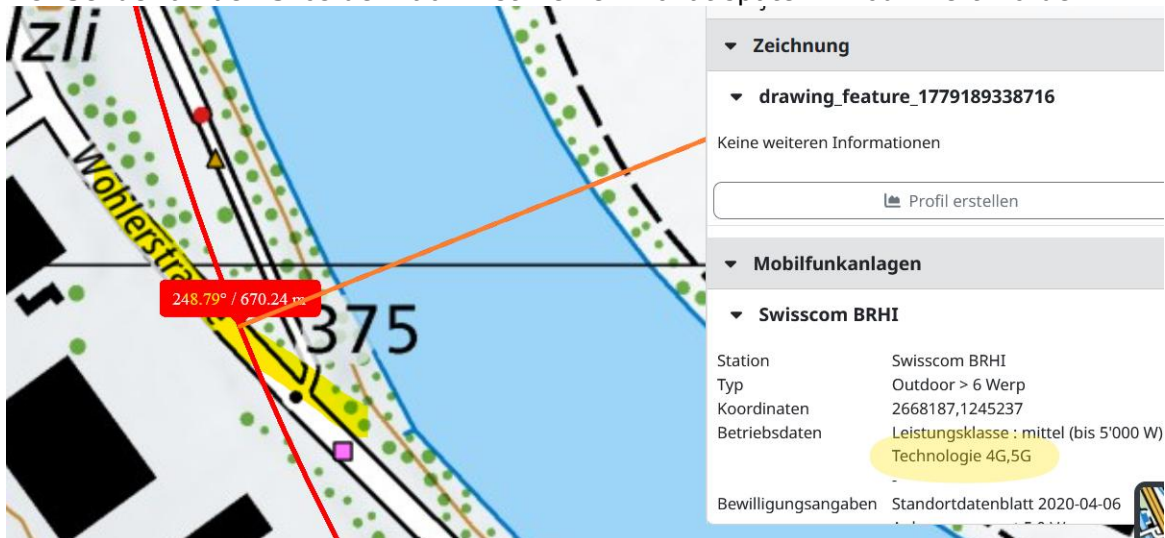 lzli
Wohlerstra
248.79° / 670.24 m
375
Zeichnung
drawing_feature_1779189338716
Keine weiteren Informationen
Profil erstellen
Mobilfunkanlagen
Swisscom BRHI
Station Swisscom BRHI
Typ Outdoor > 6 Werp
Koordinaten 2668187,1245237
Betriebsdaten Leistungsklasse : mittel (bis 5'000 W)
Technologie 4G,5G
-
Bewilligungsangaben Standortdatenblatt 2020-04-06